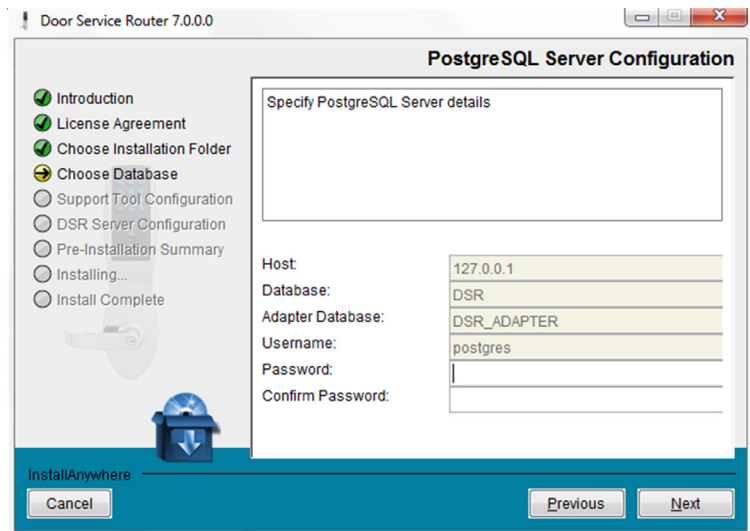 Door Service Router 7.0.0.0
PostgreSQL Server Configuration
Introduction
License Agreement
Choose Installation Folder
Choose Database
Support Tool Configuration
DSR Server Configuration
Pre-Installation Summary
Installing...
Install Complete
Specify PostgreSQL Server details
Host: 127.0.0.1
Database: DSR
Adapter Database: DSR_ADAPTER
Username: postgres
Password:
Confirm Password:
InstallAnywhere
Cancel Previous Next